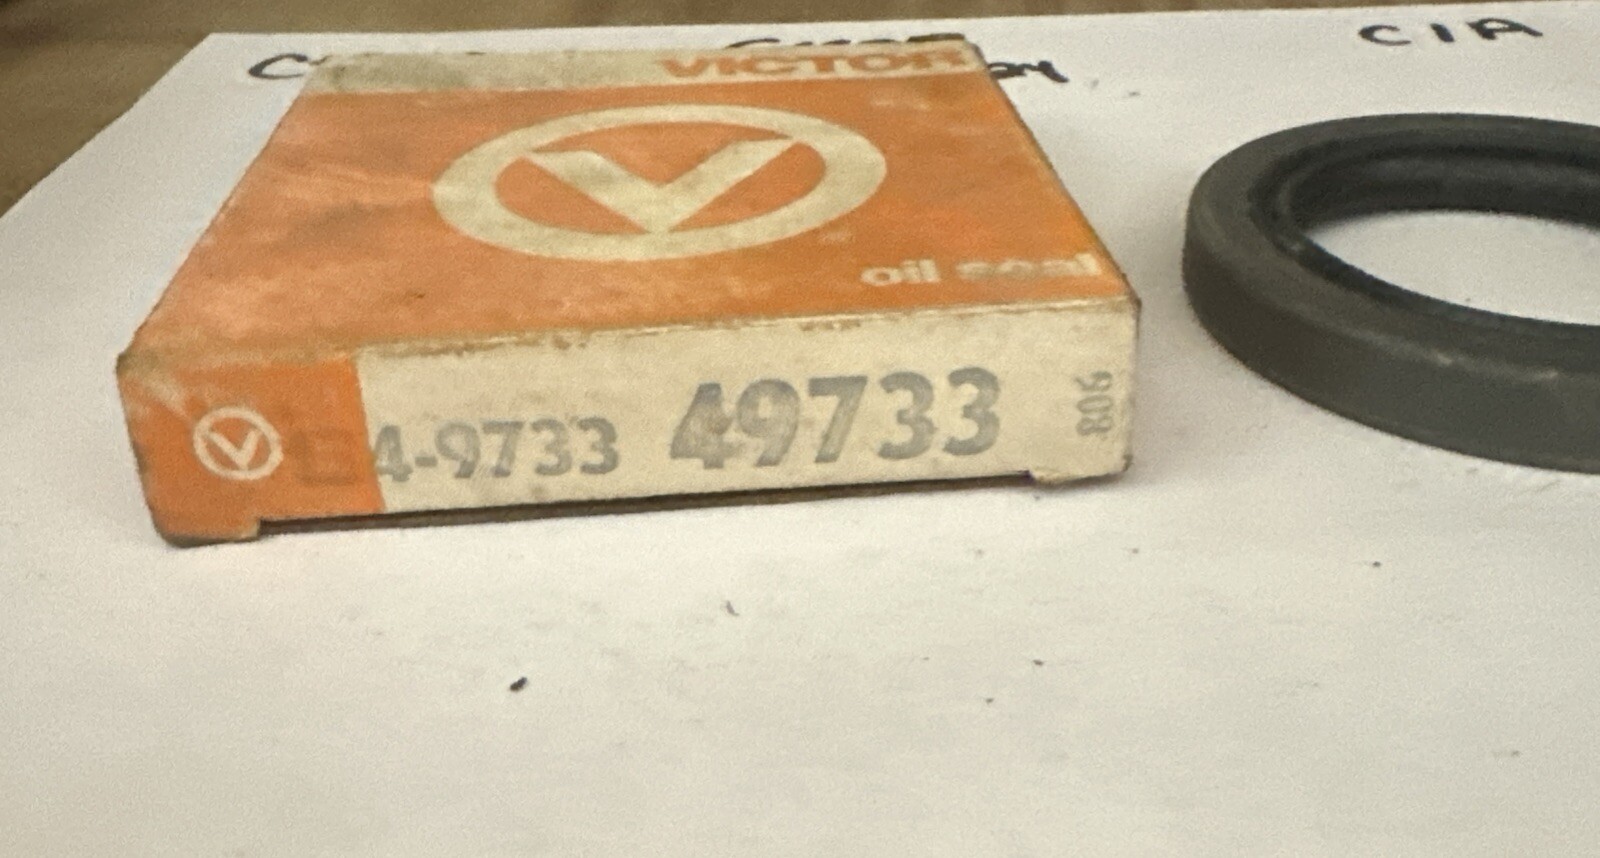 CIA
VICTOR
V
oil seal
V
4-9733 49733
806